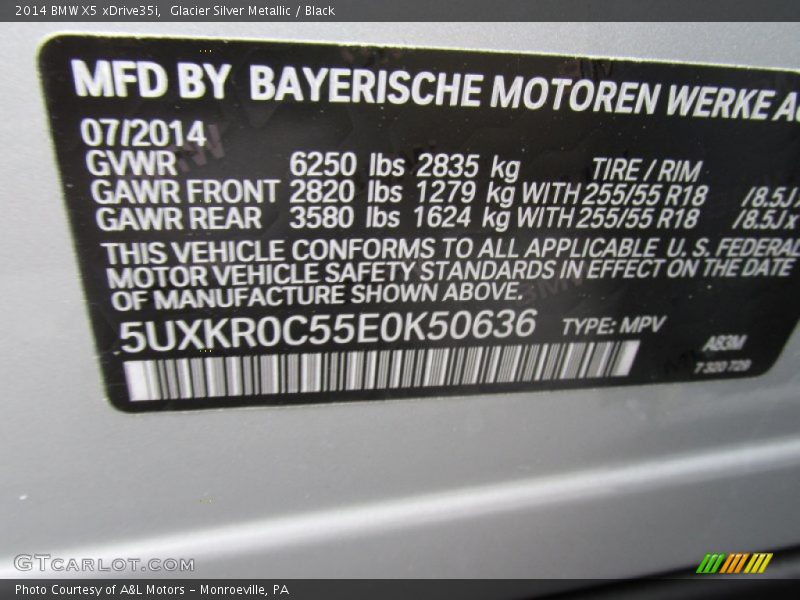 2014 BMW X5 xDrive35i, Glacier Silver Metallic / Black
MFD BY BAYERISCHE MOTOREN WERKE
07/2014
GVWR 6250 lbs 2835 kg TIRE / RIM
GAWR FRONT 2820 lbs 1279 kg WITH 255/55 R18 /8.5Jx
GAWR REAR 3580 lbs 1624 kg WITH 255/55 R18 /8.5Jx
THIS VEHICLE CONFORMS TO ALL APPLICABLE U. S. FEDERAL
MOTOR VEHICLE SAFETY STANDARDS IN EFFECT ON THE DATE
OF MANUFACTURE SHOWN ABOVE.
5UXKR0C55E0K50636 TYPE: MPV
A83M
7 320 729
GTCARLOT.COM
Photo Courtesy of A&L Motors - Monroeville, PA